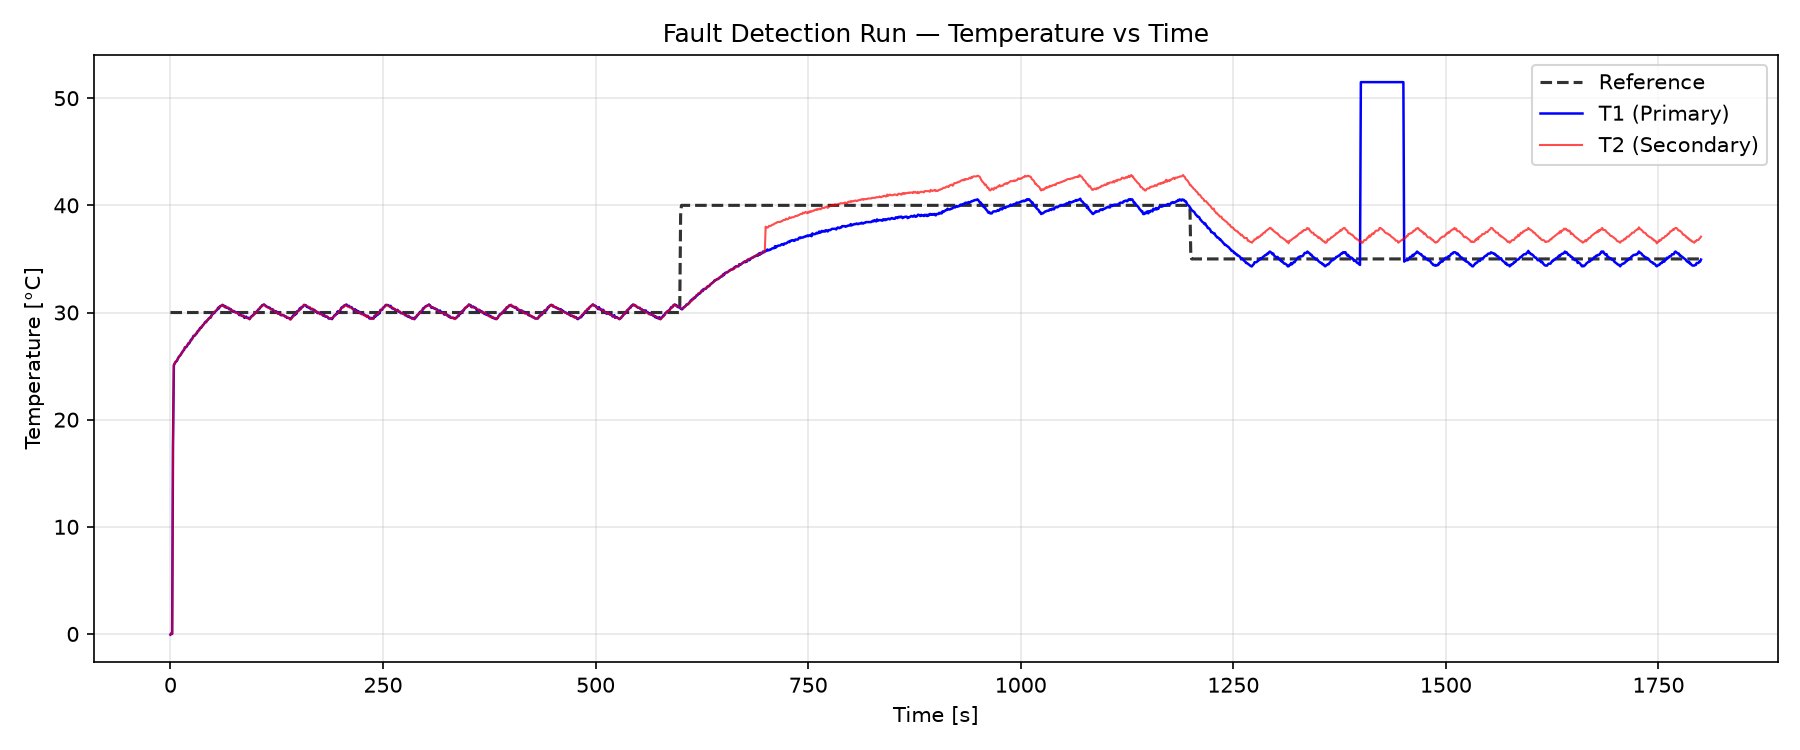 Fault Detection Run — Temperature vs Time
Reference
T1 (Primary)
T2 (Secondary)
Temperature [°C]
50
40
30
20
10
0
0 250 500 750 1000 1250 1500 1750
Time [s]